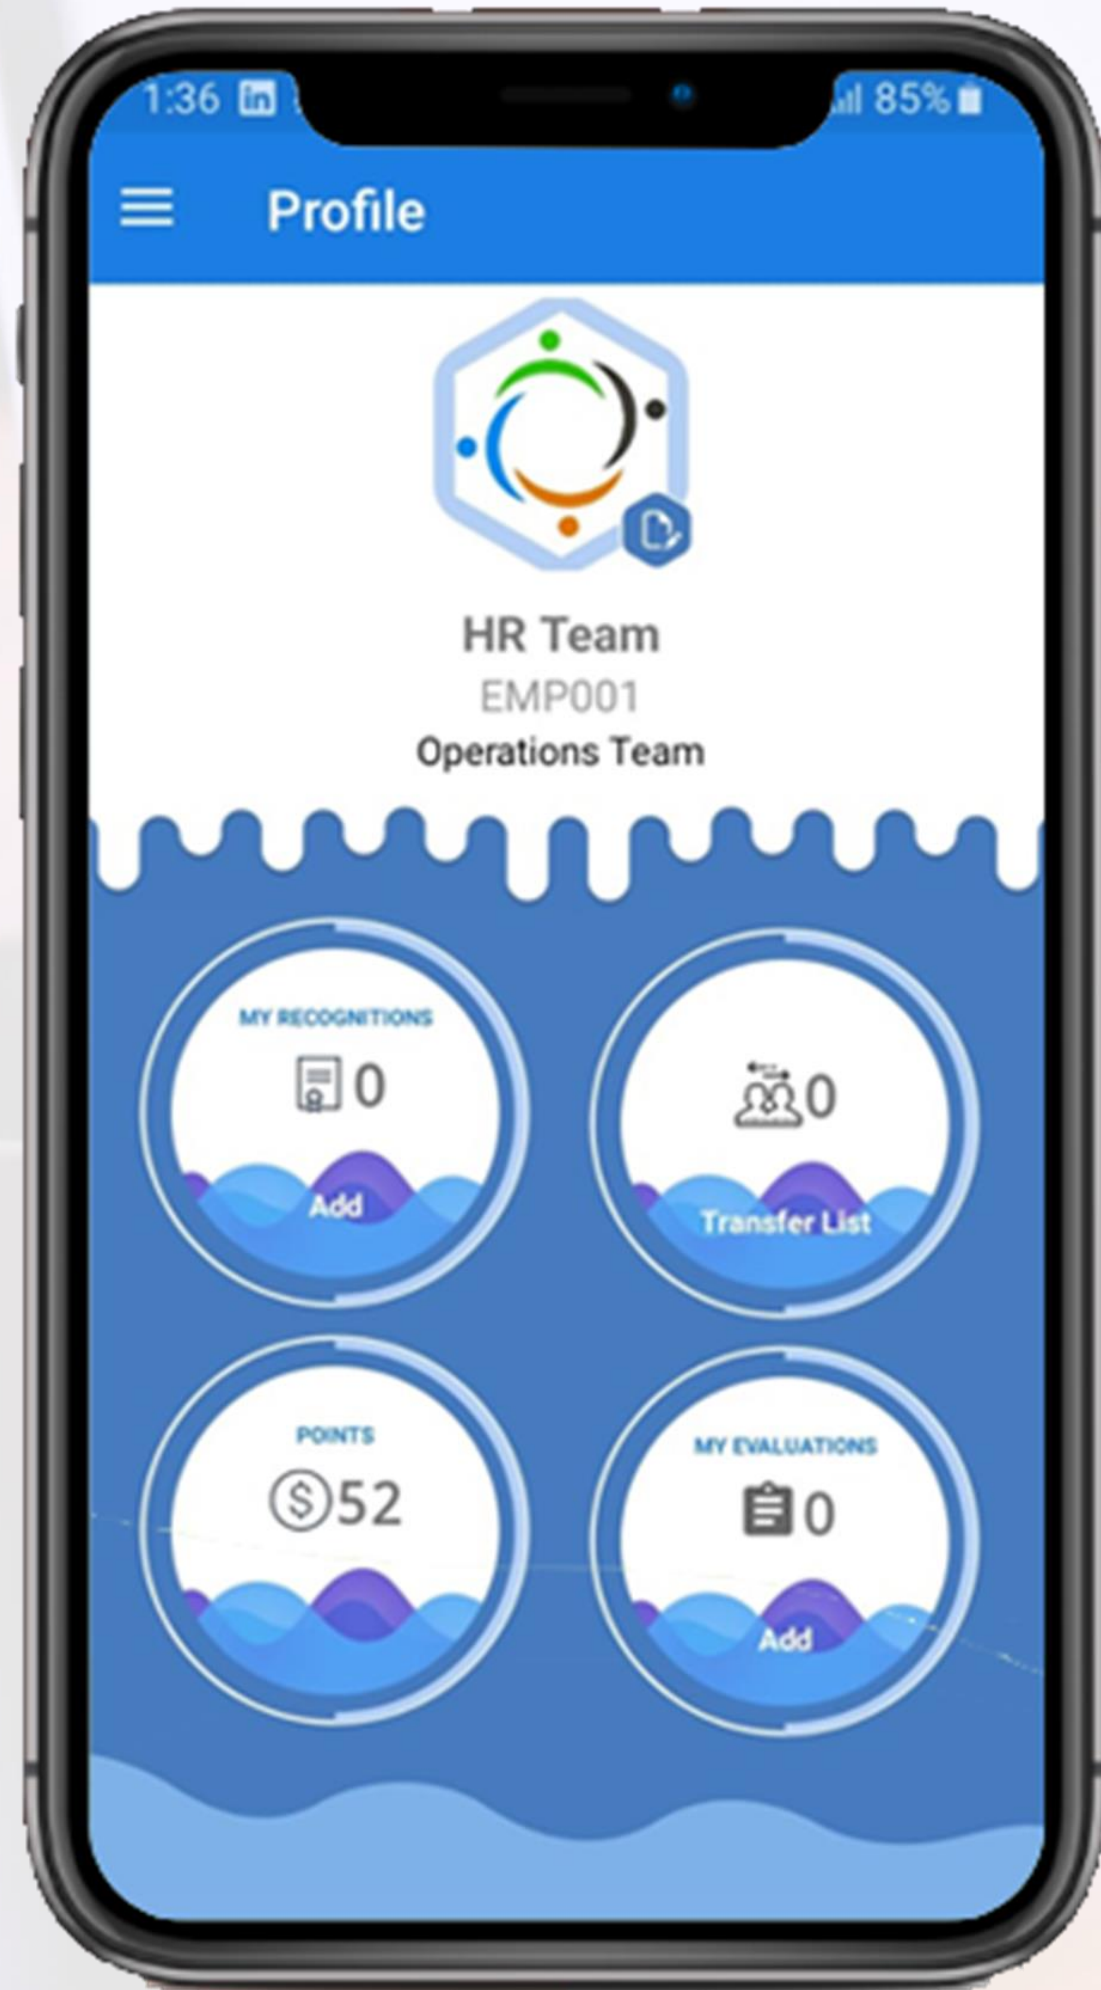 1:36 in 85%
Profile
HR Team
EMP001
Operations Team
MY RECOGNITIONS
0
Add
0
Transfer List
POINTS
$52
MY EVALUATIONS
0
Add